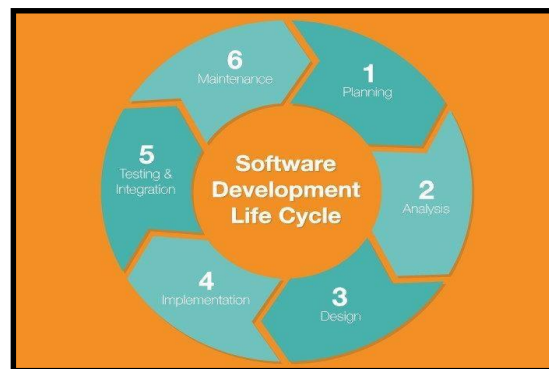 Software
Development
Life Cycle
1
Planning
2
Analysis
3
Design
4
Implementation
5
Testing &
Integration
6
Maintenance